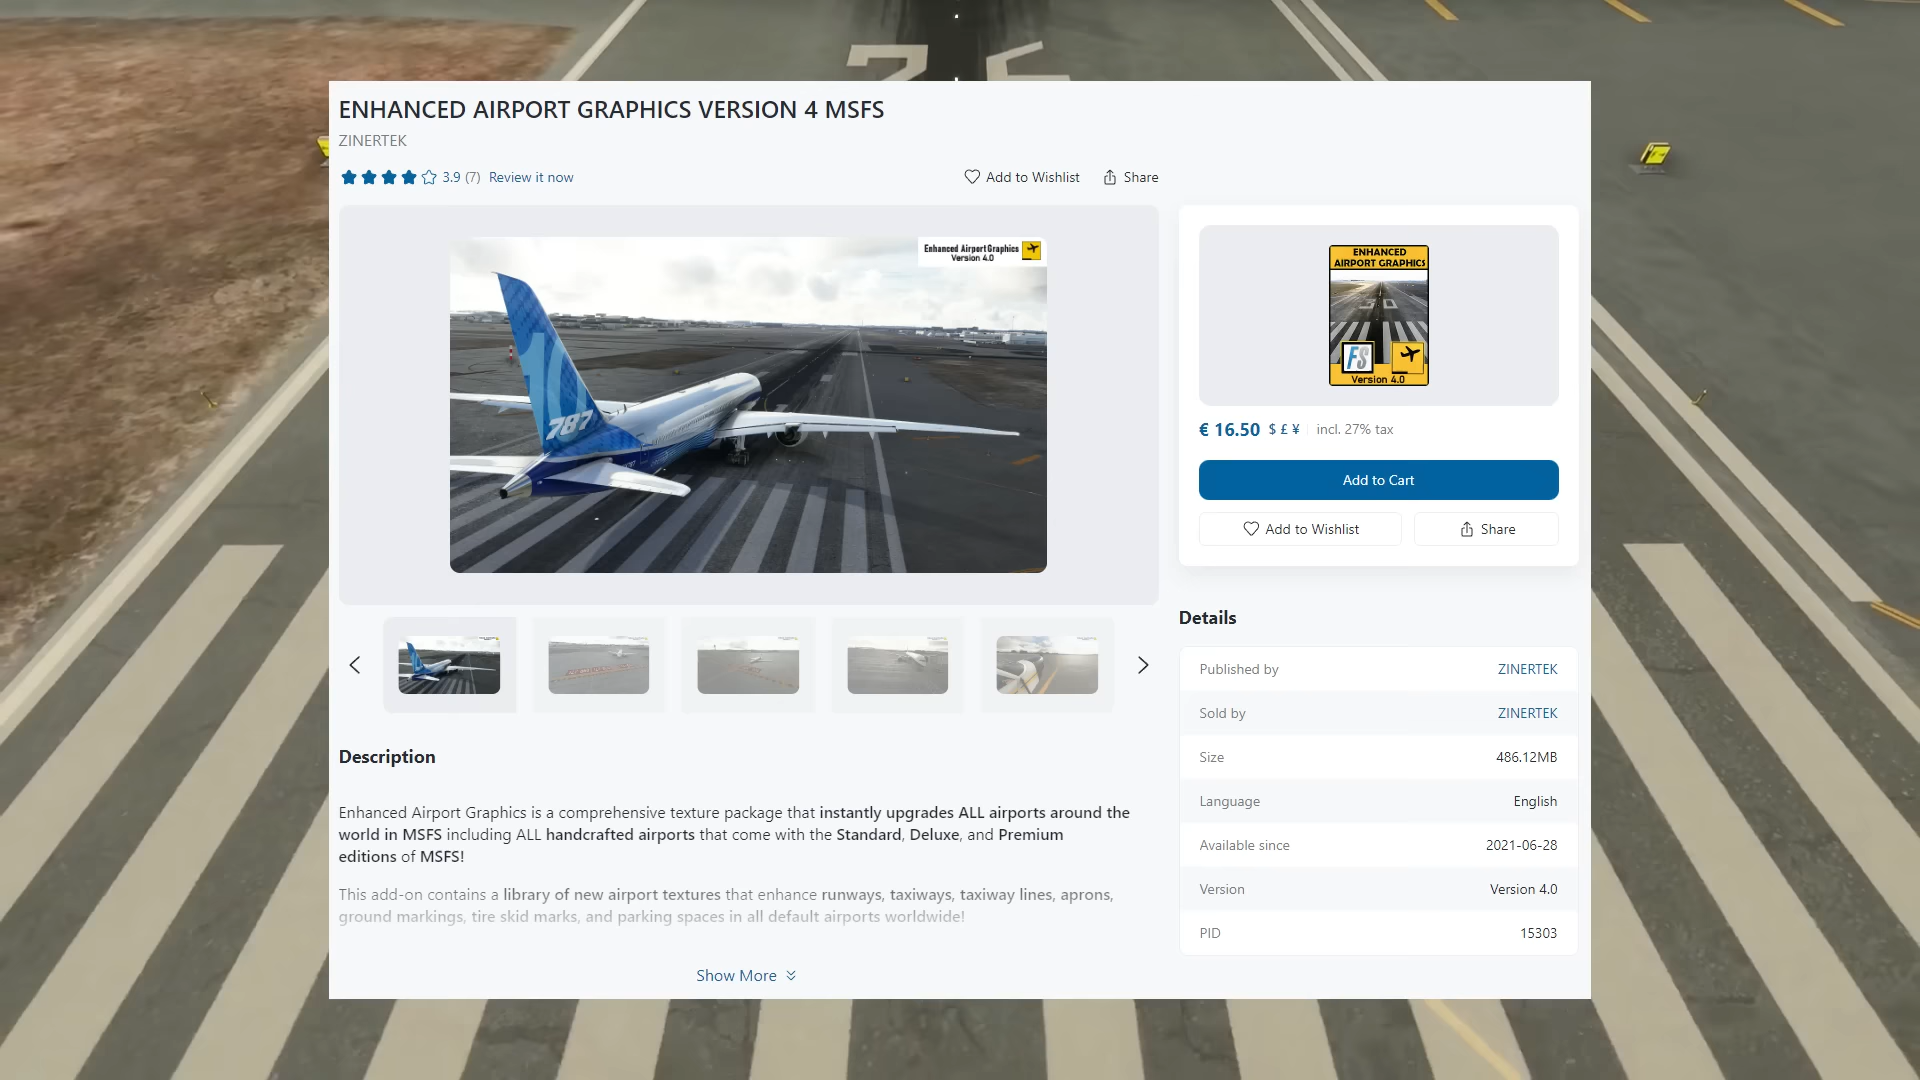 ENHANCED AIRPORT GRAPHICS VERSION 4 MSFS
ZINERTEK
3.9 (7) Review it now
Add to Wishlist
Share
Enhanced Airport Graphics
Version 4.0
787
ENHANCED
AIRPORT GRAPHICS
30
FS
Version 4.0
€ 16.50 $ £ ¥ incl. 27% tax
Add to Cart
Add to Wishlist
Share
Description
Enhanced Airport Graphics is a comprehensive texture package that instantly upgrades ALL airports around the
world in MSFS including ALL handcrafted airports that come with the Standard, Deluxe, and Premium
editions of MSFS!
This add-on contains a library of new airport textures that enhance runways, taxiways, taxiway lines, aprons,
ground markings, tire skid marks, and parking spaces in all default airports worldwide!
Show More
Details
Published by ZINERTEK
Sold by ZINERTEK
Size 486.12MB
Language English
Available since 2021-06-28
Version Version 4.0
PID 15303